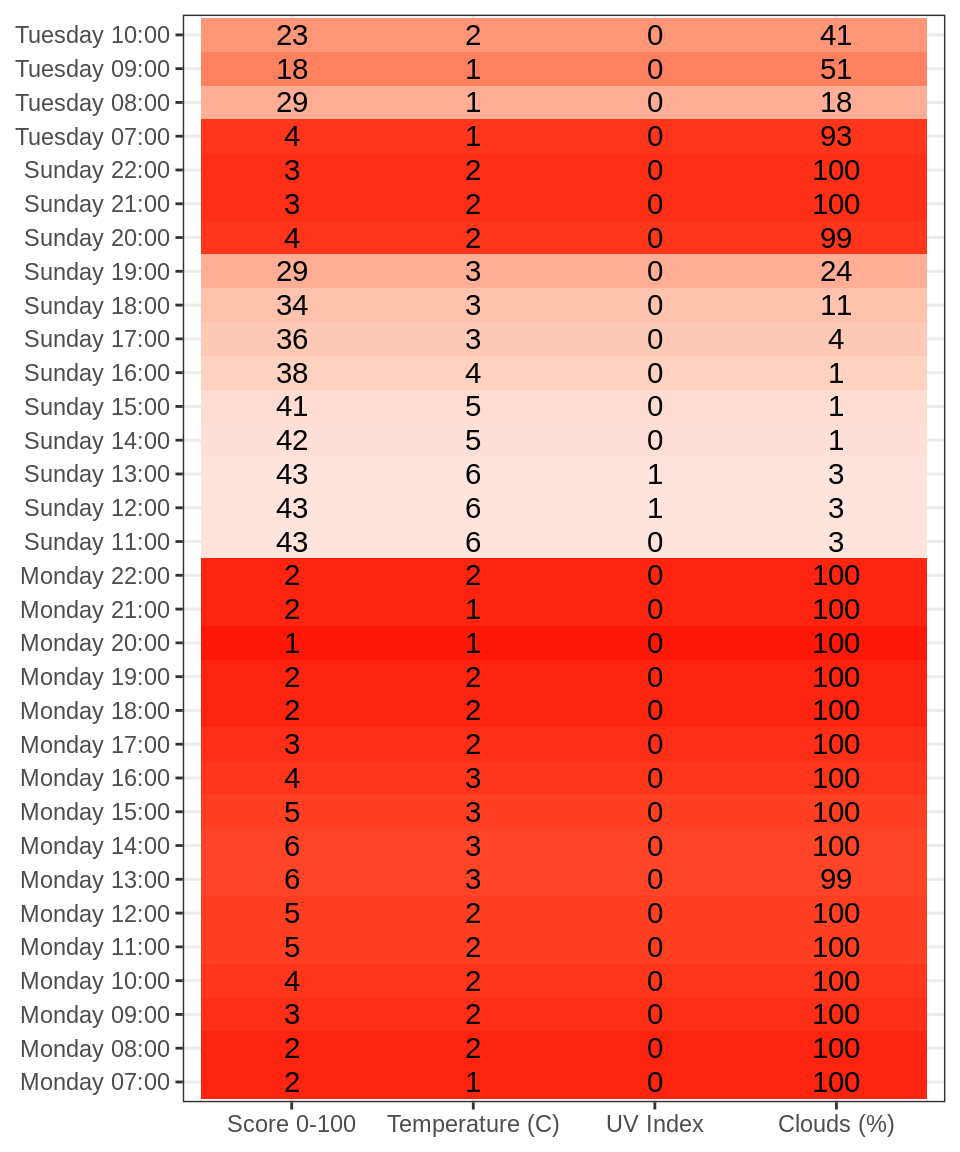 Tuesday 10:00 23 2 0 41
Tuesday 09:00 18 1 0 51
Tuesday 08:00 29 1 0 18
Tuesday 07:00 4 1 0 93
Sunday 22:00 3 2 0 100
Sunday 21:00 3 2 0 100
Sunday 20:00 4 2 0 99
Sunday 19:00 29 3 0 24
Sunday 18:00 34 3 0 11
Sunday 17:00 36 3 0 4
Sunday 16:00 38 4 0 1
Sunday 15:00 41 5 0 1
Sunday 14:00 42 5 0 1
Sunday 13:00 43 6 1 3
Sunday 12:00 43 6 1 3
Sunday 11:00 43 6 0 3
Monday 22:00 2 2 0 100
Monday 21:00 2 1 0 100
Monday 20:00 1 1 0 100
Monday 19:00 2 2 0 100
Monday 18:00 2 2 0 100
Monday 17:00 3 2 0 100
Monday 16:00 4 3 0 100
Monday 15:00 5 3 0 100
Monday 14:00 6 3 0 100
Monday 13:00 6 3 0 99
Monday 12:00 5 2 0 100
Monday 11:00 5 2 0 100
Monday 10:00 4 2 0 100
Monday 09:00 3 2 0 100
Monday 08:00 2 2 0 100
Monday 07:00 2 1 0 100
Score 0-100 Temperature (C) UV Index Clouds (%)